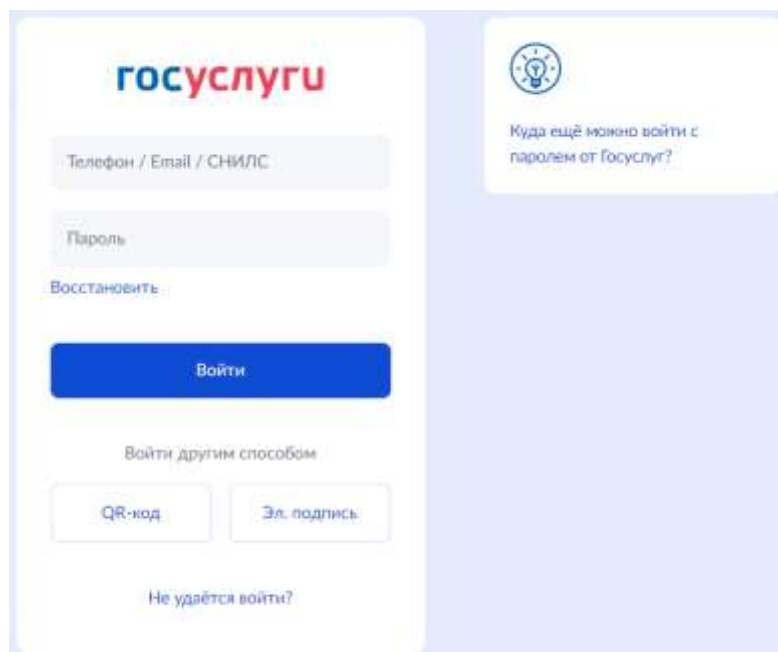 госуслуги
Телефон / Email / СНИЛС
Пароль
Восстановить
Войти
Войти другим способом
QR-код
Эл. подпись
Не удаётся войти?
Куда ещё можно войти с
паролем от Госуслуг?